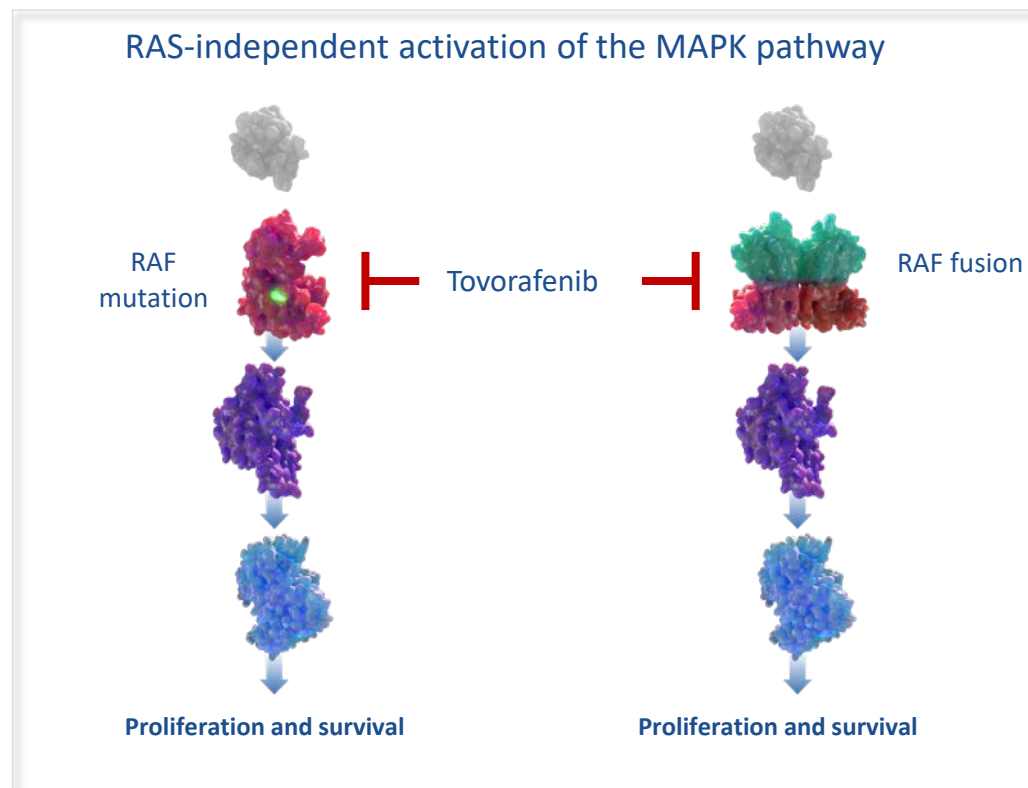 RAS-independent activation of the MAPK pathway
RAF
mutation
Tovorafenib
RAF fusion
Proliferation and survival
Proliferation and survival